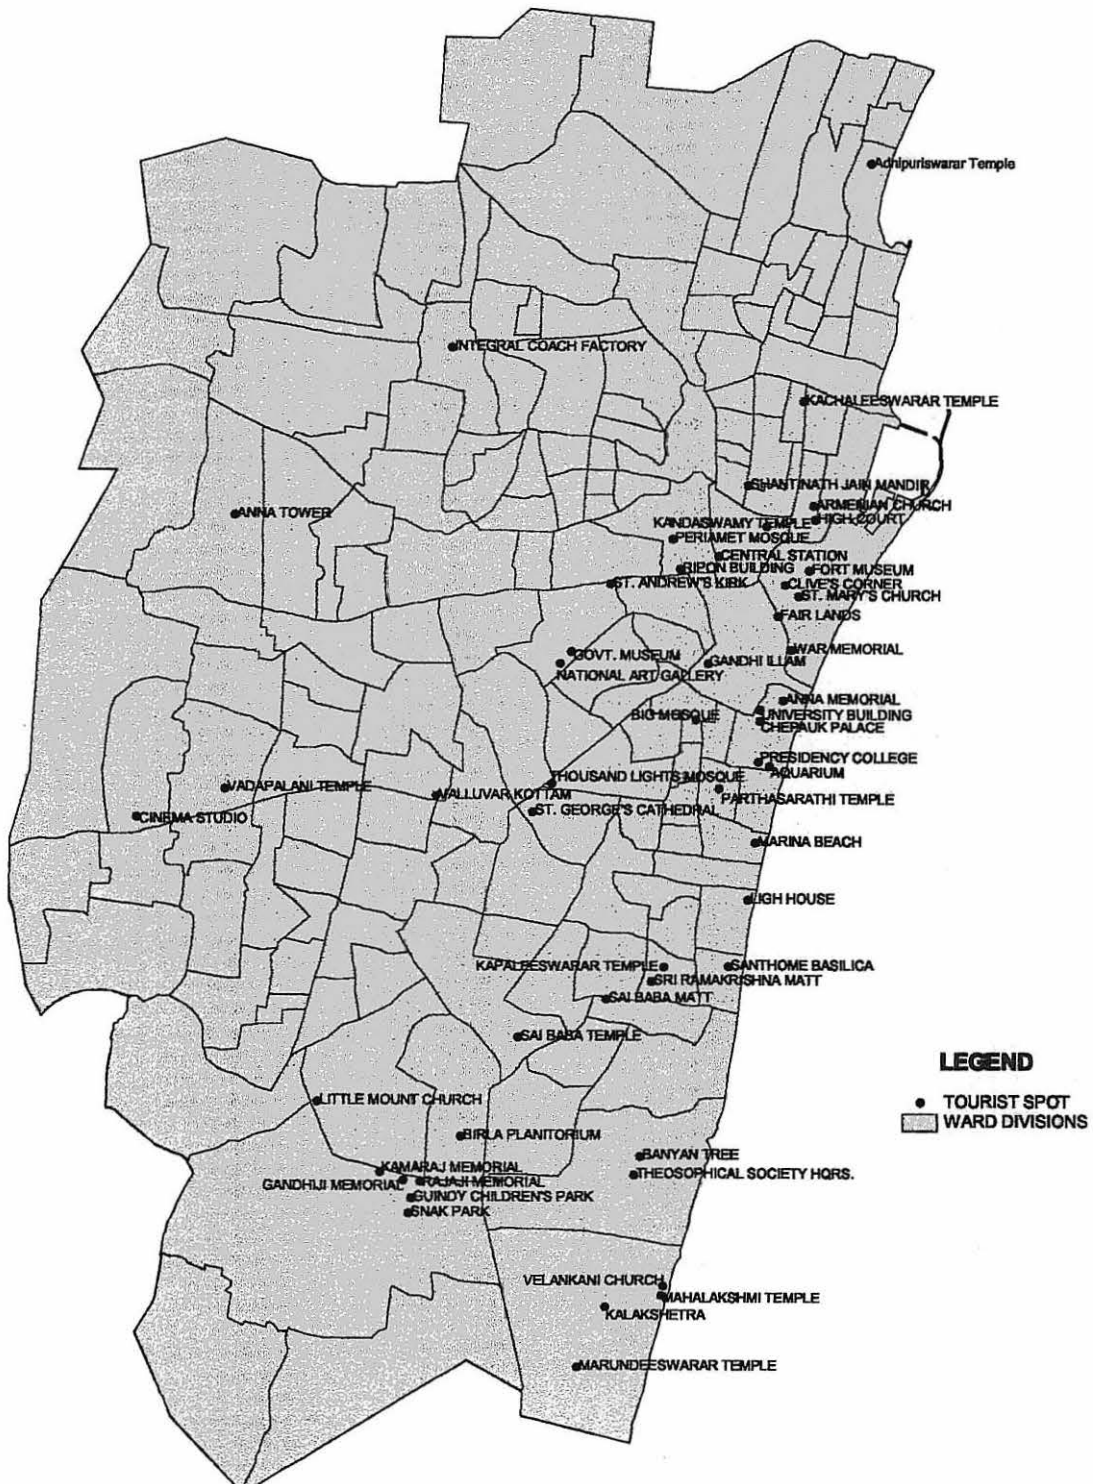 Adhipuriswarar Temple
INTEGRAL COACH FACTORY
KACHALEESWARAR TEMPLE
SHANTINATH JAIN MANDIR
ARMENIAN CHURCH
ANNA TOWER
HIGH COURT
KANDASWAMY TEMPLE
PERIAMET MOSQUE
CENTRAL STATION
RIPON BUILDING
FORT MUSEUM
ST. ANDREW'S KIRK
CLIVE'S CORNER
ST. MARY'S CHURCH
FAIR LANDS
WAR MEMORIAL
GOVT. MUSEUM
GANDHI ILLAM
NATIONAL ART GALLERY
ANNA MEMORIAL
BIG MOSQUE
UNIVERSITY BUILDING
CHEPAUK PALACE
PRESIDENCY COLLEGE
AQUARIUM
THOUSAND LIGHTS MOSQUE
VADAPALANI TEMPLE
VALLUVAR KOTTAM
PARTHASARATHI TEMPLE
ST. GEORGE'S CATHEDRAL
CINEMA STUDIO
MARINA BEACH
LIGH HOUSE
KAPALEESWARAR TEMPLE
SANTHOME BASILICA
SRI RAMAKRISHNA MATT
SAI BABA MATT
SAI BABA TEMPLE
LEGEND
TOURIST SPOT
WARD DIVISIONS
LITTLE MOUNT CHURCH
BIRLA PLANITORIUM
BANYAN TREE
KAMARAJ MEMORIAL
THEOSOPHICAL SOCIETY HQRS.
GANDHIJI MEMORIAL
RAJAJI MEMORIAL
GUINDY CHILDREN'S PARK
SNAK PARK
VELANKANI CHURCH
MAHALAKSHMI TEMPLE
KALAKSHETRA
MARUNDEESWARAR TEMPLE